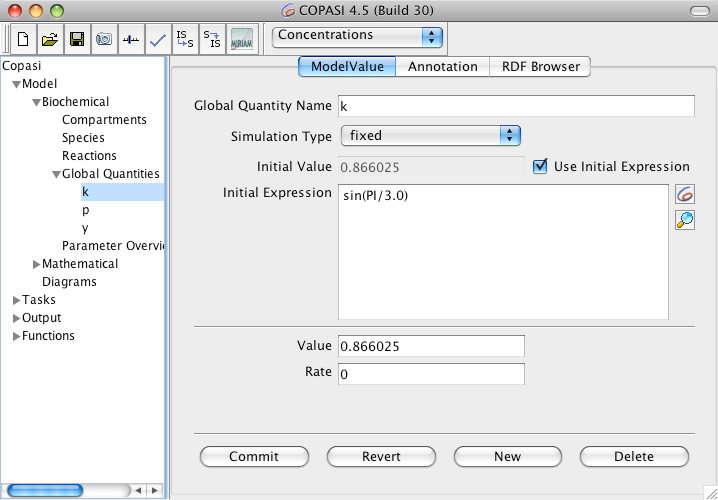 COPASI 4.5 (Build 30)
IS S Concentrations
S IS MIRIAM
Copasi
Model
Biochemical
Compartments
Species
Reactions
Global Quantities
k
p
y
Parameter Overvi
Mathematical
Diagrams
Tasks
Output
Functions
ModelValue Annotation RDF Browser
Global Quantity Name k
Simulation Type fixed
Initial Value 0.866025 Use Initial Expression
Initial Expression sin(PI/3.0)
Value 0.866025
Rate 0
Commit Revert New Delete